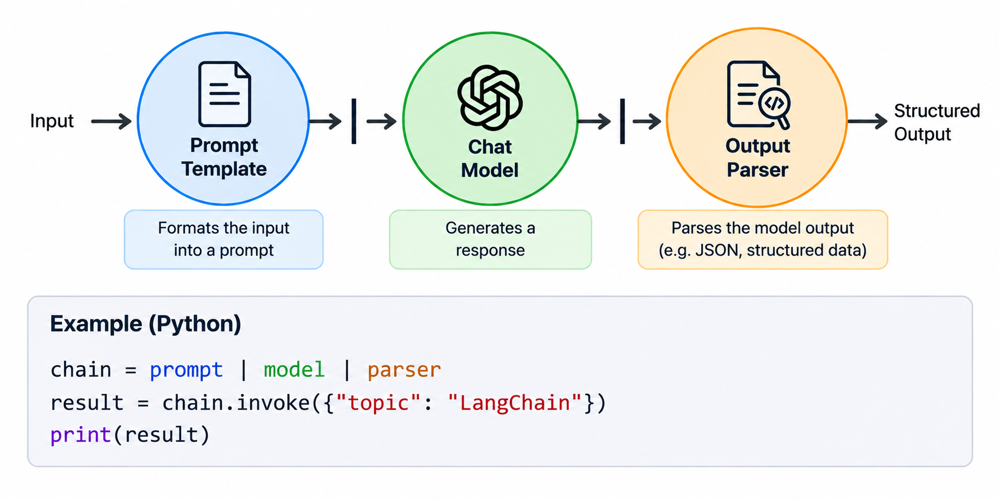 Input
Prompt
Template
|
Chat
Model
|
Output
Parser
Structured
Output
Formats the input
into a prompt
Generates a
response
Parses the model output
(e.g. JSON, structured data)
Example (Python)
chain = prompt | model | parser
result = chain.invoke({"topic": "LangChain"})
print(result)